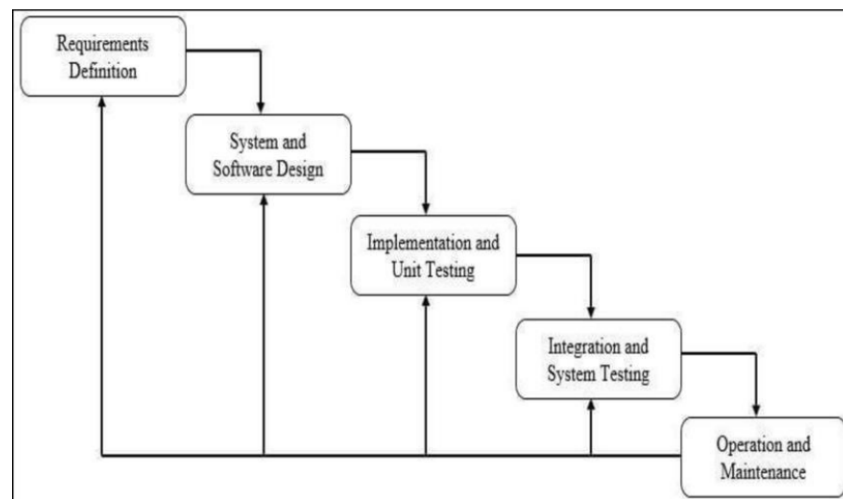 Requirements
Definition
System and
Software Design
Implementation and
Unit Testing
Integration and
System Testing
Operation and
Maintenance